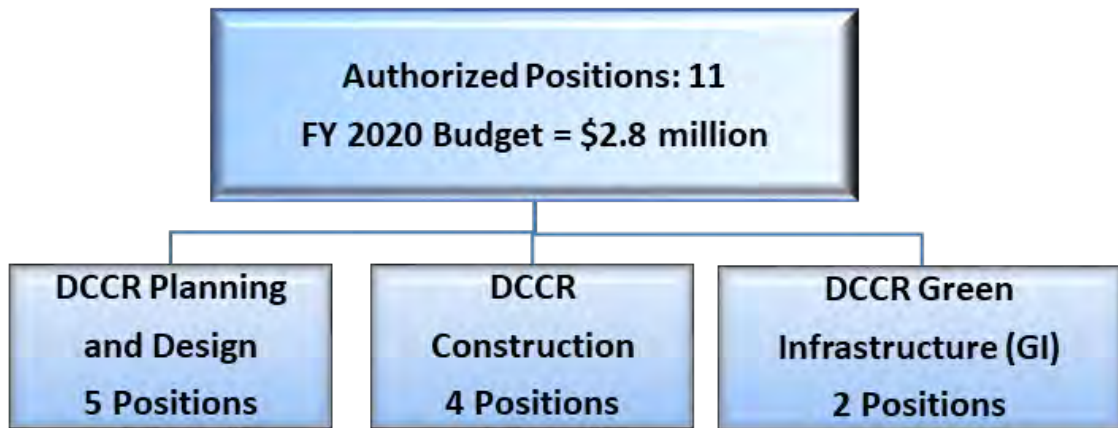 Authorized Positions: 11
FY 2020 Budget = $2.8 million
DCCR Planning
and Design
5 Positions
DCCR
Construction
4 Positions
DCCR Green
Infrastructure (GI)
2 Positions